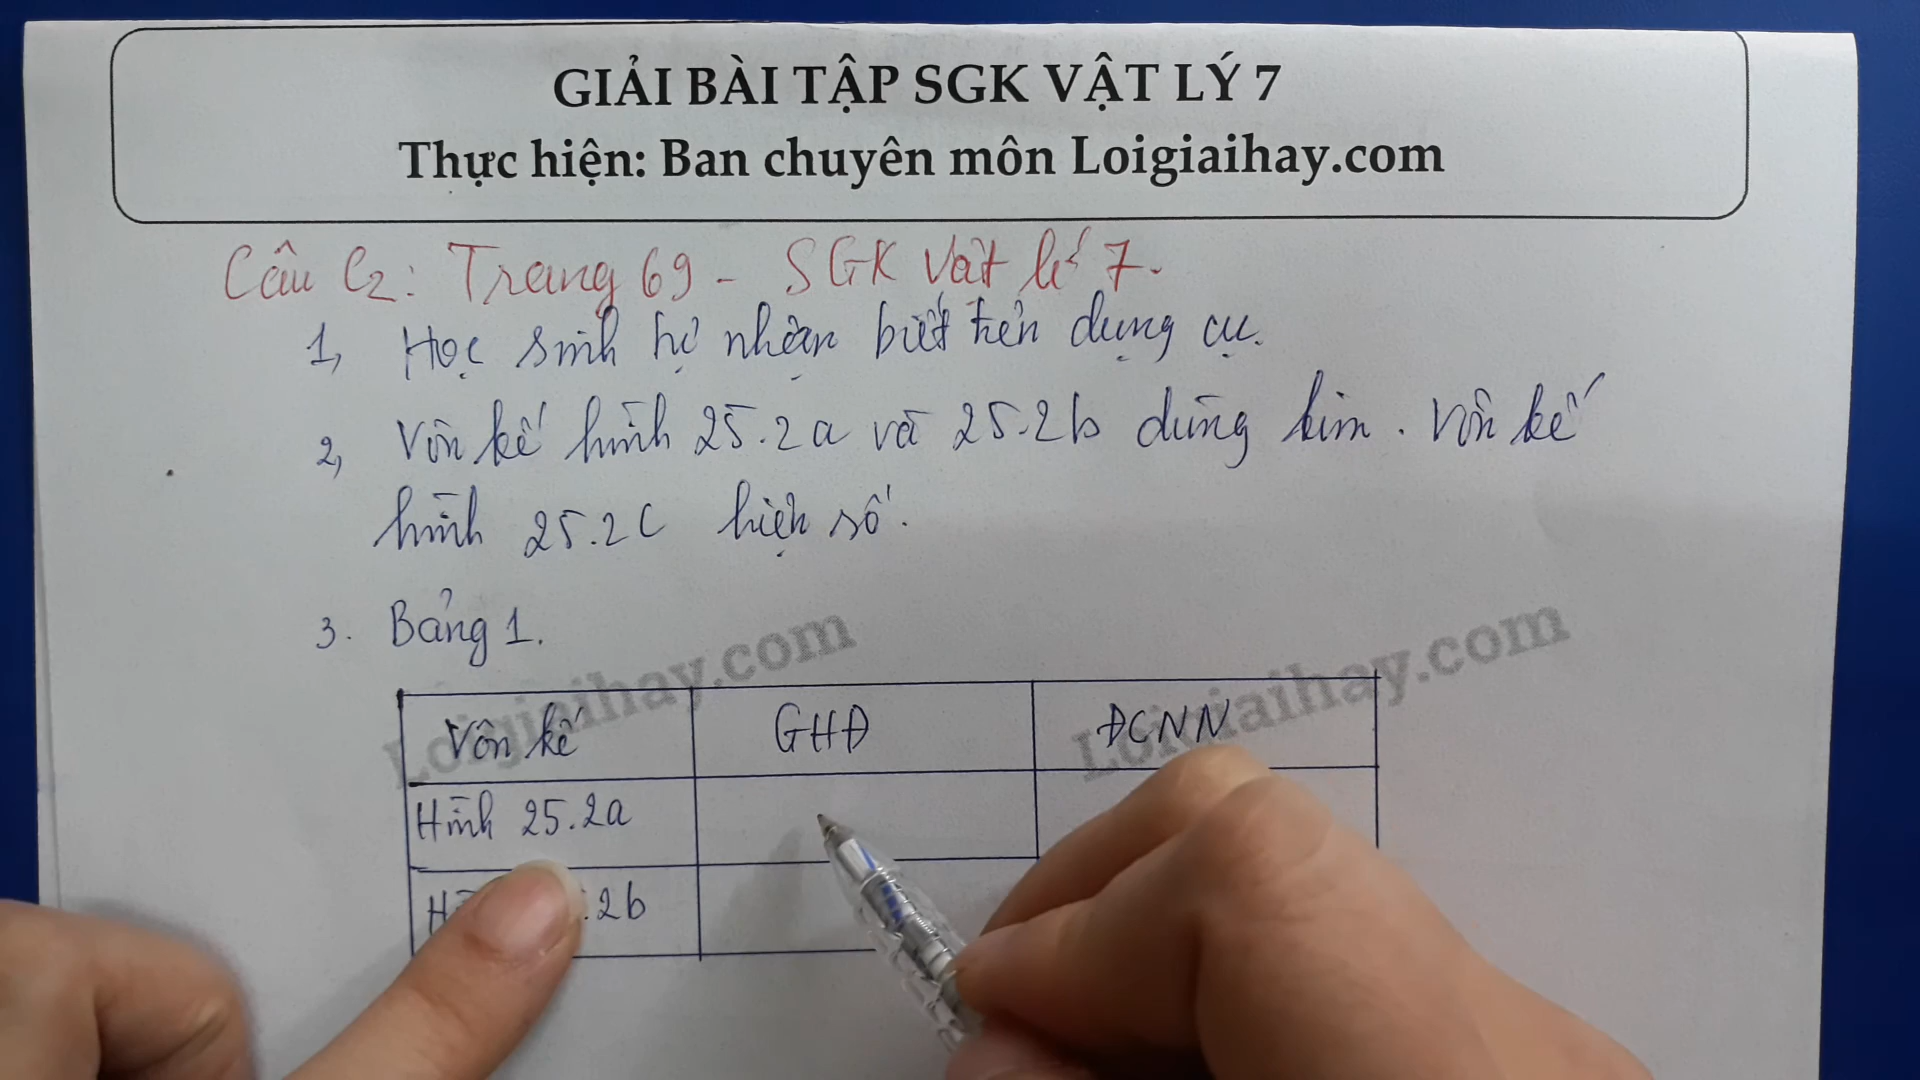 GIẢI BÀI TẬP SGK VẬT LÝ 7
Thực hiện: Ban chuyên môn Loigiaihay.com
Câu C2: Trang 69 - SGK Vật lí 7.
1, Học sinh tự nhận biết trên dụng cụ.
2, Vôn kế hình 25.2a và 25.2b dùng kim. Vôn kế
hình 25.2C hiện số.
3. Bảng 1.
Loigiaihay.com Loigiaihay.com
Vôn kế GHĐ ĐCNN
Hình 25.2a
.2b